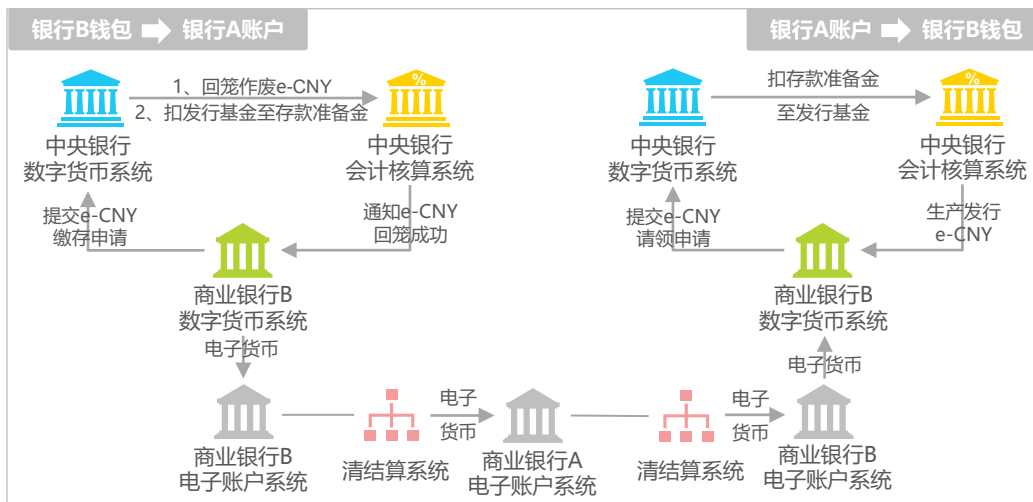 银行B钱包 银行A账户
银行A账户 银行B钱包
1、回笼作废e-CNY
2、扣发行基金至存款准备金
中央银行
数字货币系统
中央银行
会计核算系统
提交e-CNY
缴存申请
通知e-CNY
回笼成功
商业银行B
数字货币系统
电子货币
商业银行B
电子账户系统
清结算系统
电子
货币
商业银行A
电子账户系统
扣存款准备金
至发行基金
中央银行
数字货币系统
中央银行
会计核算系统
提交e-CNY
请领申请
生产发行
e-CNY
商业银行B
数字货币系统
电子货币
清结算系统
电子
货币
商业银行B
电子账户系统